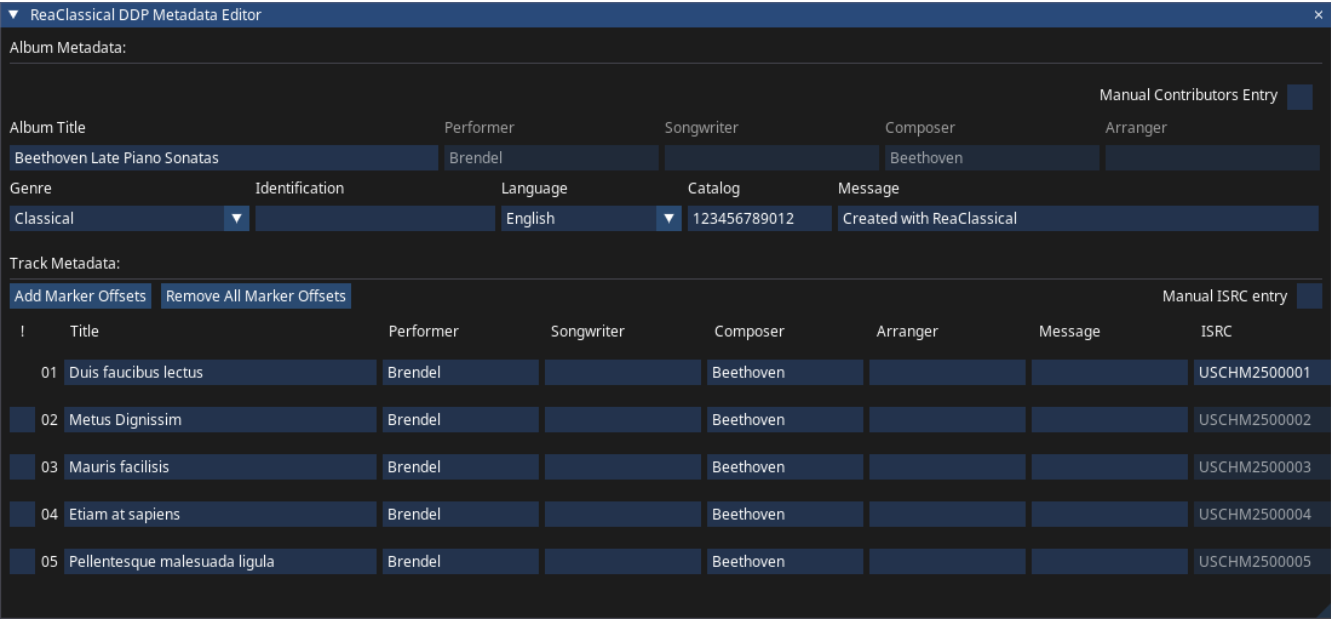 ▼ ReaClassical DDP Metadata Editor ×
Album Metadata:
Manual Contributors Entry
Album Title Performer Songwriter Composer Arranger
Beethoven Late Piano Sonatas Brendel Beethoven
Genre Identification Language Catalog Message
Classical ▼ English ▼ 123456789012 Created with ReaClassical
Track Metadata:
Add Marker Offsets Remove All Marker Offsets Manual ISRC entry
! Title Performer Songwriter Composer Arranger Message ISRC
01 Duis faucibus lectus Brendel Beethoven USCHM2500001
02 Metus Dignissim Brendel Beethoven USCHM2500002
03 Mauris facilisis Brendel Beethoven USCHM2500003
04 Etiam at sapiens Brendel Beethoven USCHM2500004
05 Pellentesque malesuada ligula Brendel Beethoven USCHM2500005